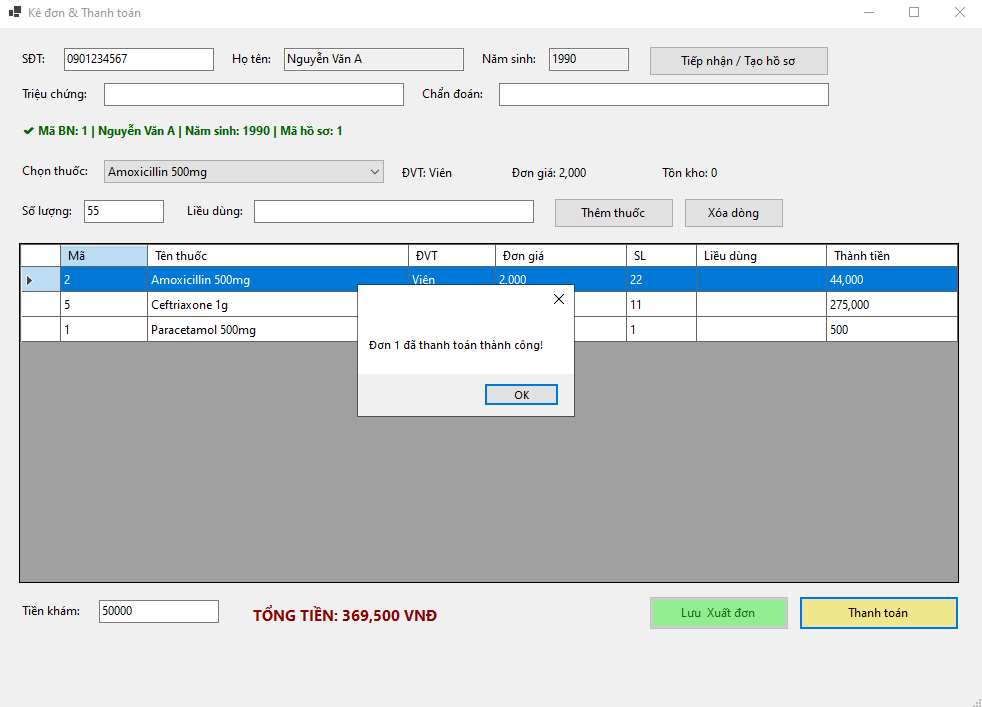 Kê đơn & Thanh toán
SĐT: 0901234567 Họ tên: Nguyễn Văn A Năm sinh: 1990 Tiếp nhận / Tạo hồ sơ
Triệu chứng: Chẩn đoán:
✔ Mã BN: 1 | Nguyễn Văn A | Năm sinh: 1990 | Mã hồ sơ: 1
Chọn thuốc: Amoxicillin 500mg ĐVT: Viên Đơn giá: 2,000 Tồn kho: 0
Số lượng: 55 Liều dùng: Thêm thuốc Xóa dòng
Mã Tên thuốc ĐVT Đơn giá SL Liều dùng Thành tiền
2 Amoxicillin 500mg Viên 2,000 22 44,000
5 Ceftriaxone 1g 11 275,000
1 Paracetamol 500mg 1 500
Đơn 1 đã thanh toán thành công!
OK
Tiền khám: 50000 TỔNG TIỀN: 369,500 VNĐ Lưu Xuất đơn Thanh toán